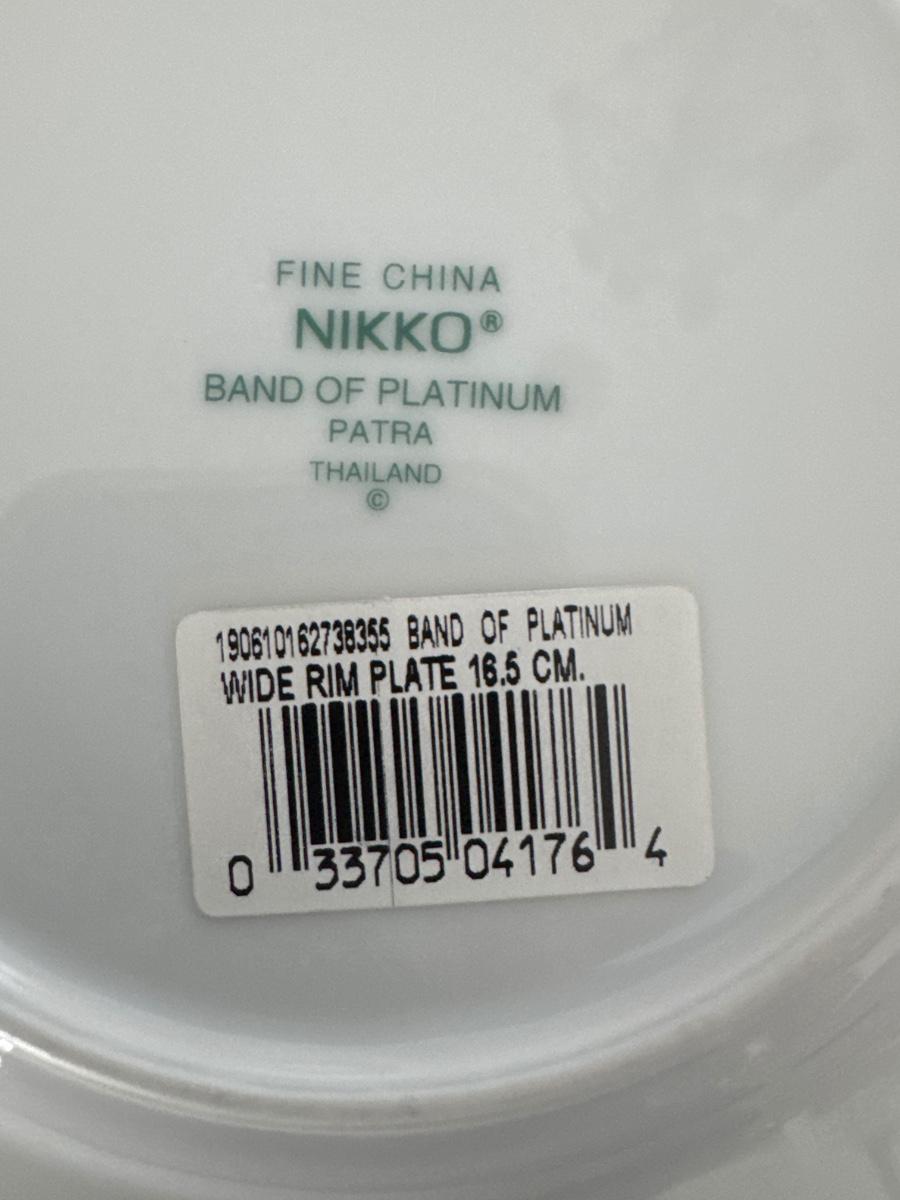 FINE CHINA
NIKKO®
BAND OF PLATINUM
PATRA
THAILAND
©
190610162738355 BAND OF PLATINUM
WIDE RIM PLATE 16.5 CM.
0 33705 04176 4